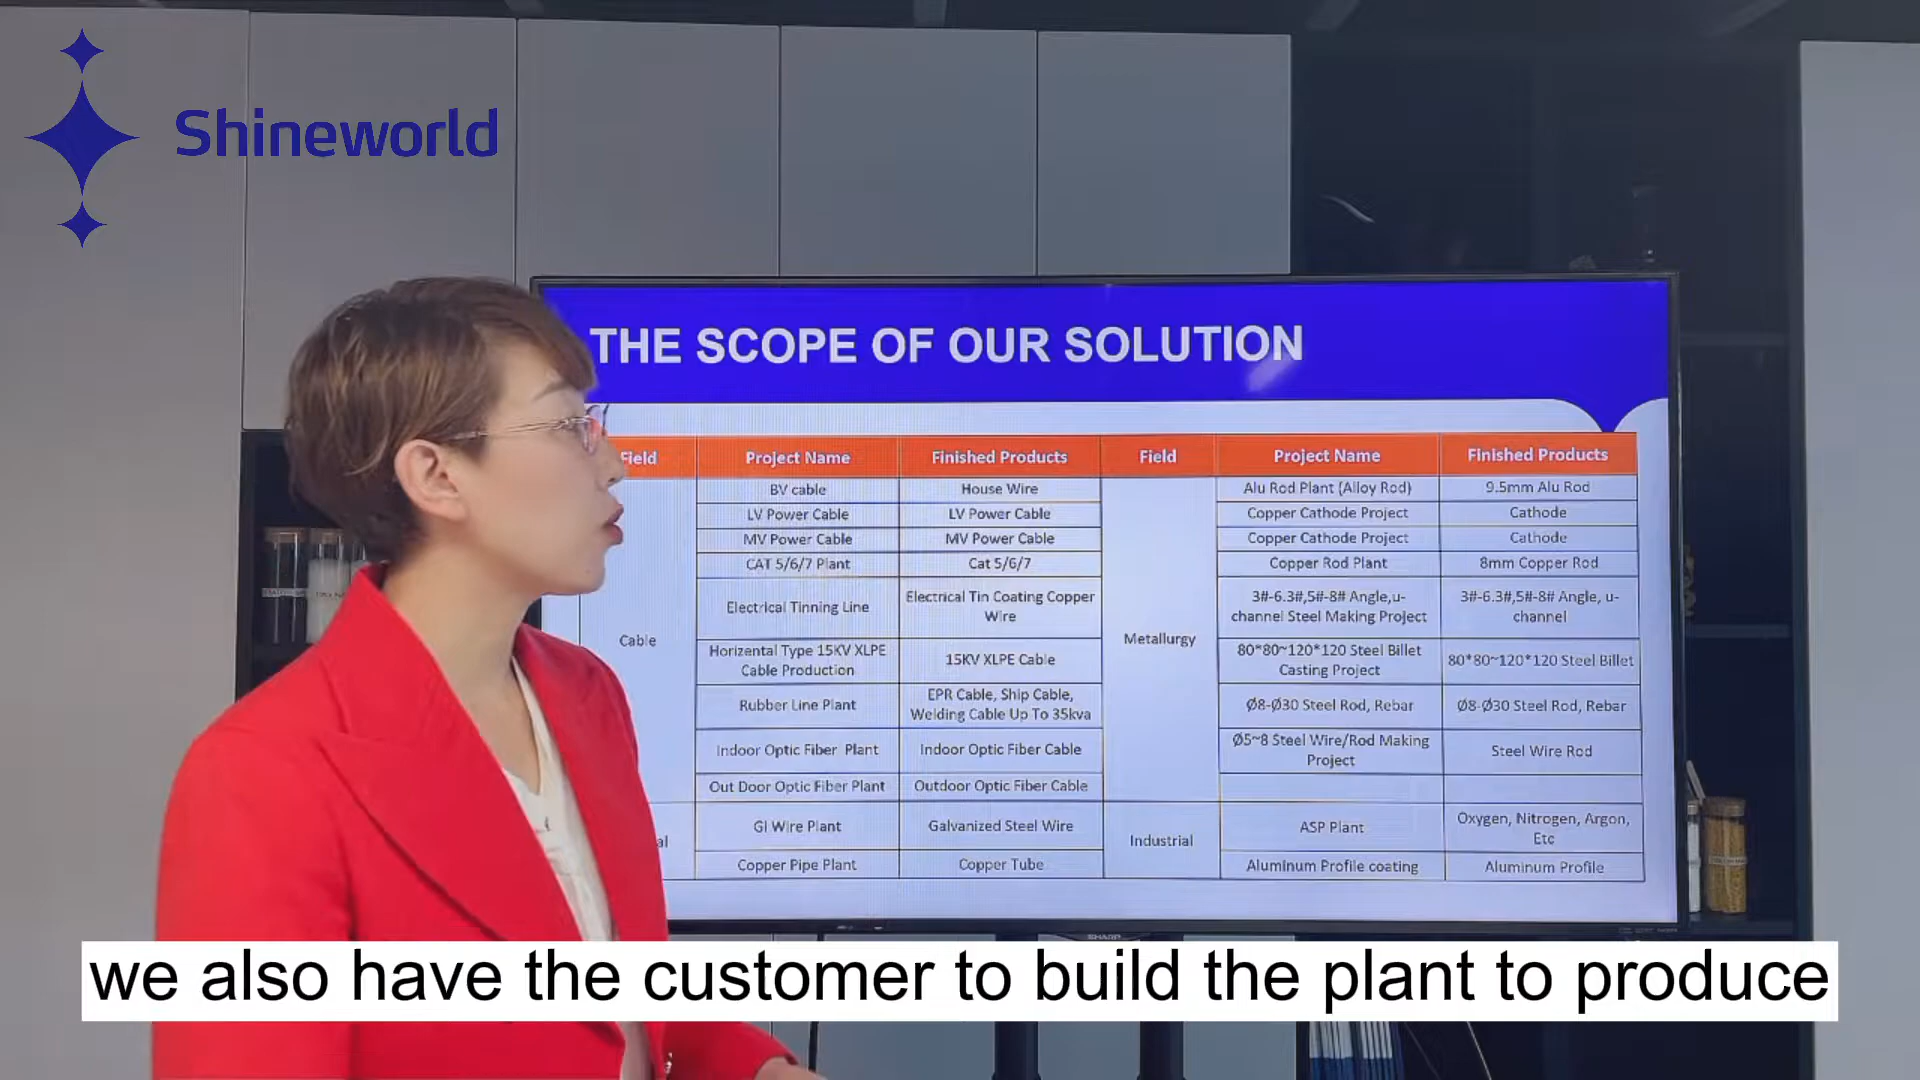 Shineworld
THE SCOPE OF OUR SOLUTION
Field Project Name Finished Products Field Project Name Finished Products
BV cable House Wire Alu Rod Plant (Alloy Rod) 9.5mm Alu Rod
LV Power Cable LV Power Cable Copper Cathode Project Cathode
MV Power Cable MV Power Cable Copper Cathode Project Cathode
CAT 5/6/7 Plant Cat 5/6/7 Copper Rod Plant 8mm Copper Rod
Electrical Tinning Line Electrical Tin Coating Copper 3#-6.3#,5#-8# Angle,u- 3#-6.3#,5#-8# Angle, u-
Wire channel Steel Making Project channel
Cable Metallurgy
Horizental Type 15KV XLPE 15KV XLPE Cable 80*80~120*120 Steel Billet 80*80~120*120 Steel Billet
Cable Production Casting Project
Rubber Line Plant EPR Cable, Ship Cable, Ø8-Ø30 Steel Rod, Rebar Ø8-Ø30 Steel Rod, Rebar
Welding Cable Up To 35kva
Indoor Optic Fiber Plant Indoor Optic Fiber Cable Ø5~8 Steel Wire/Rod Making Steel Wire Rod
Project
Out Door Optic Fiber Plant Outdoor Optic Fiber Cable
GI Wire Plant Galvanized Steel Wire ASP Plant Oxygen, Nitrogen, Argon,
Etc
al Industrial
Copper Pipe Plant Copper Tube Aluminum Profile coating Aluminum Profile
SHARP
we also have the customer to build the plant to produce